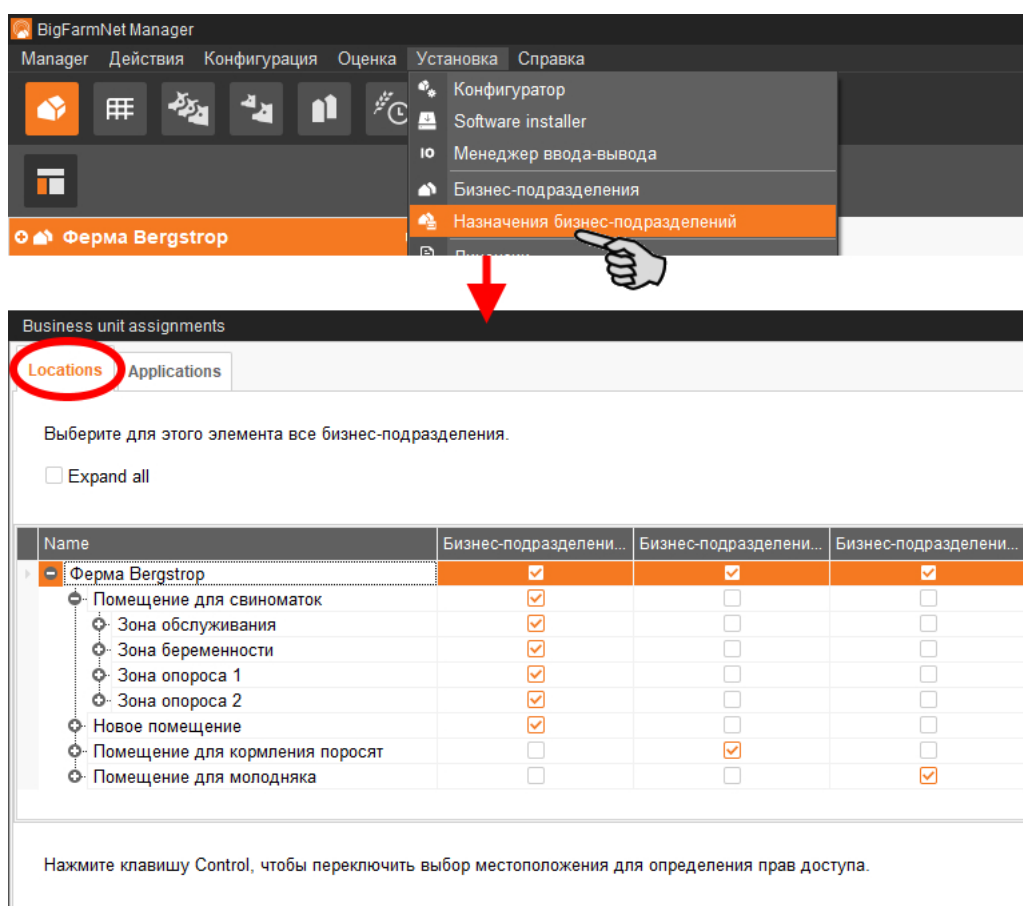 BigFarmNet Manager
Manager Действия Конфигурация Оценка Установка Справка
Конфигуратор
Software installer
IO Менеджер ввода-вывода
Бизнес-подразделения
Назначения бизнес-подразделений
Ферма Bergstrop
Business unit assignments
Locations Applications
Выберите для этого элемента все бизнес-подразделения.
Expand all
Name Бизнес-подразделени... Бизнес-подразделени... Бизнес-подразделени...
Ферма Bergstrop
Помещение для свиноматок
Зона обслуживания
Зона беременности
Зона опороса 1
Зона опороса 2
Новое помещение
Помещение для кормления поросят
Помещение для молодняка
Нажмите клавишу Control, чтобы переключить выбор местоположения для определения прав доступа.